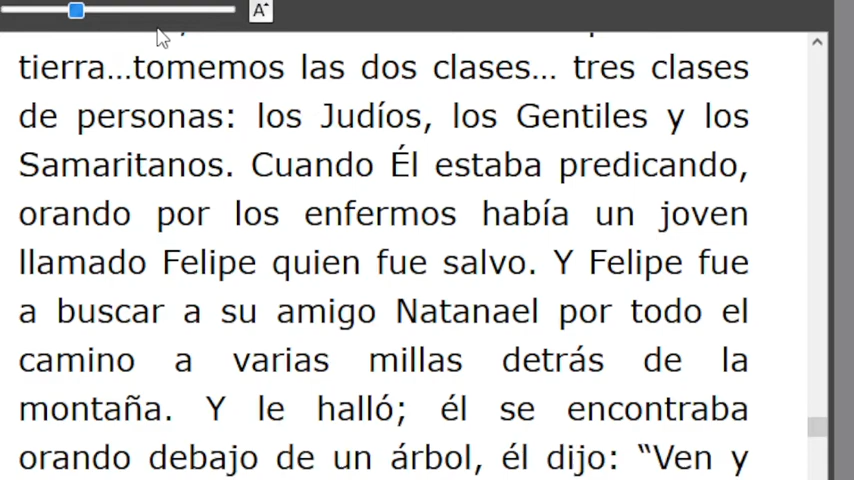 A
tierra...tomemos las dos clases... tres clases
de personas: los Judíos, los Gentiles y los
Samaritanos. Cuando Él estaba predicando,
orando por los enfermos había un joven
llamado Felipe quien fue salvo. Y Felipe fue
a buscar a su amigo Natanael por todo el
camino a varias millas detrás de la
montaña. Y le halló; él se encontraba
orando debajo de un árbol, él dijo: “Ven y